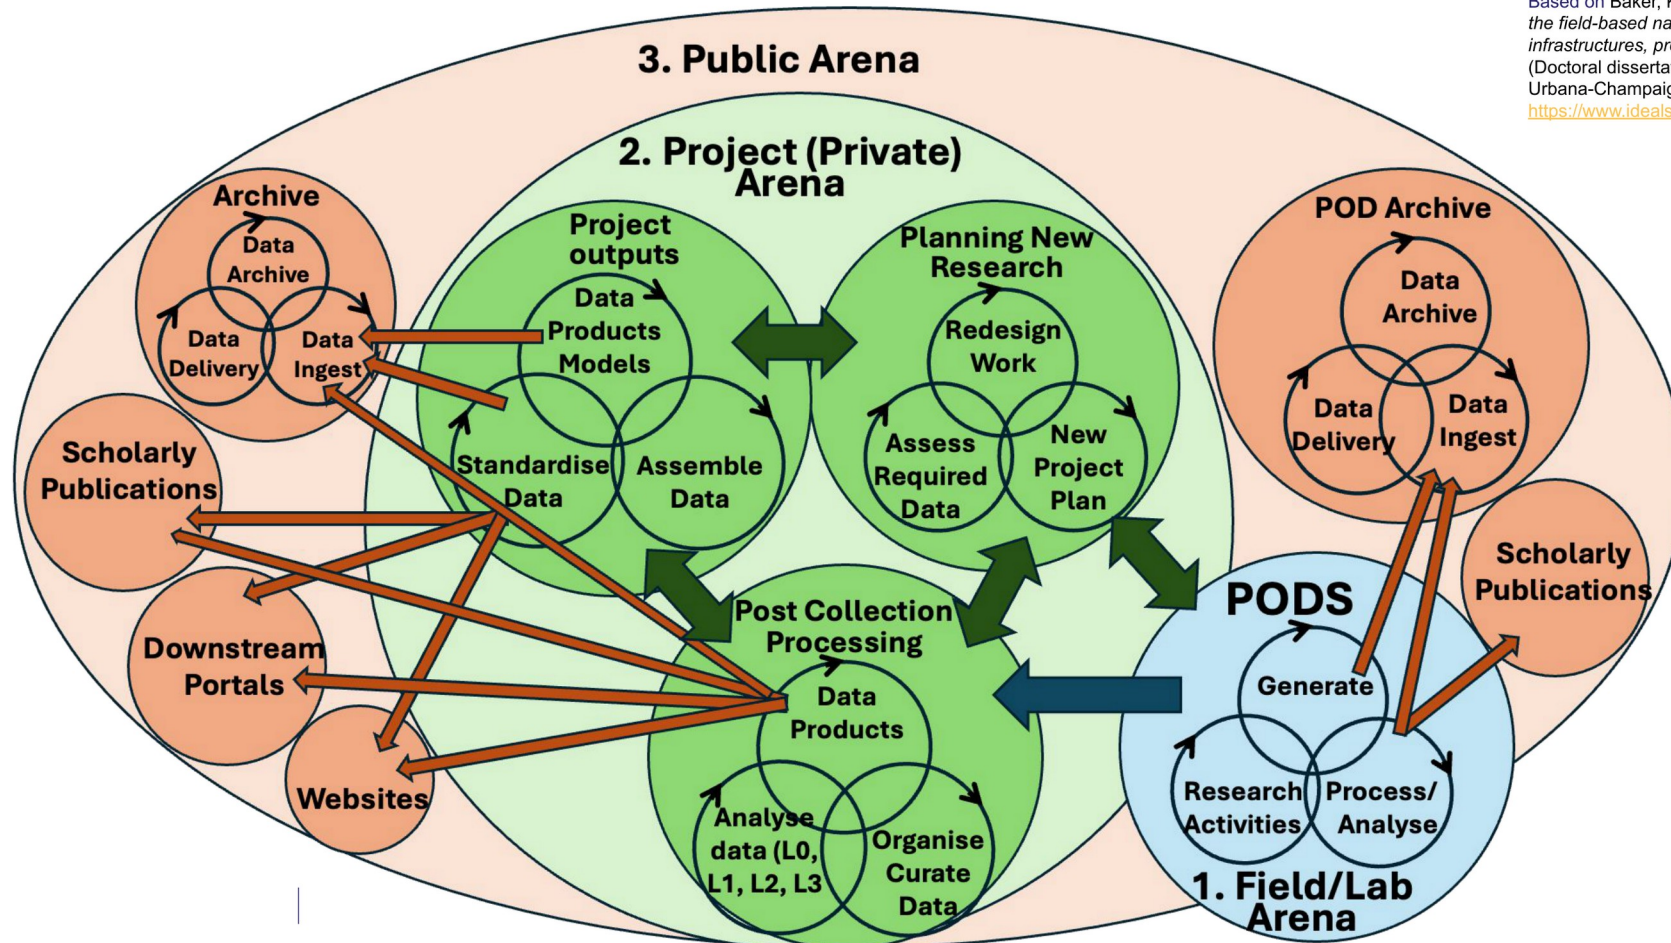 Based on Baker, K
the field-based na
infrastructures, pr
(Doctoral disserta
Urbana-Champaig
https://www.ideals
3. Public Arena
2. Project (Private)
Arena
Archive
Data
Archive
Data
Delivery
Data
Ingest
Scholarly
Publications
Downstream
Portals
Websites
Project
outputs
Data
Products
Models
Standardise
Data
Assemble
Data
Planning New
Research
Redesign
Work
Assess
Required
Data
New
Project
Plan
Post Collection
Processing
Data
Products
Analyse
data (L0,
L1, L2, L3
Organise
Curate
Data
POD Archive
Data
Archive
Data
Delivery
Data
Ingest
Scholarly
Publications
PODS
Generate
Research
Activities
Process/
Analyse
1. Field/Lab
Arena